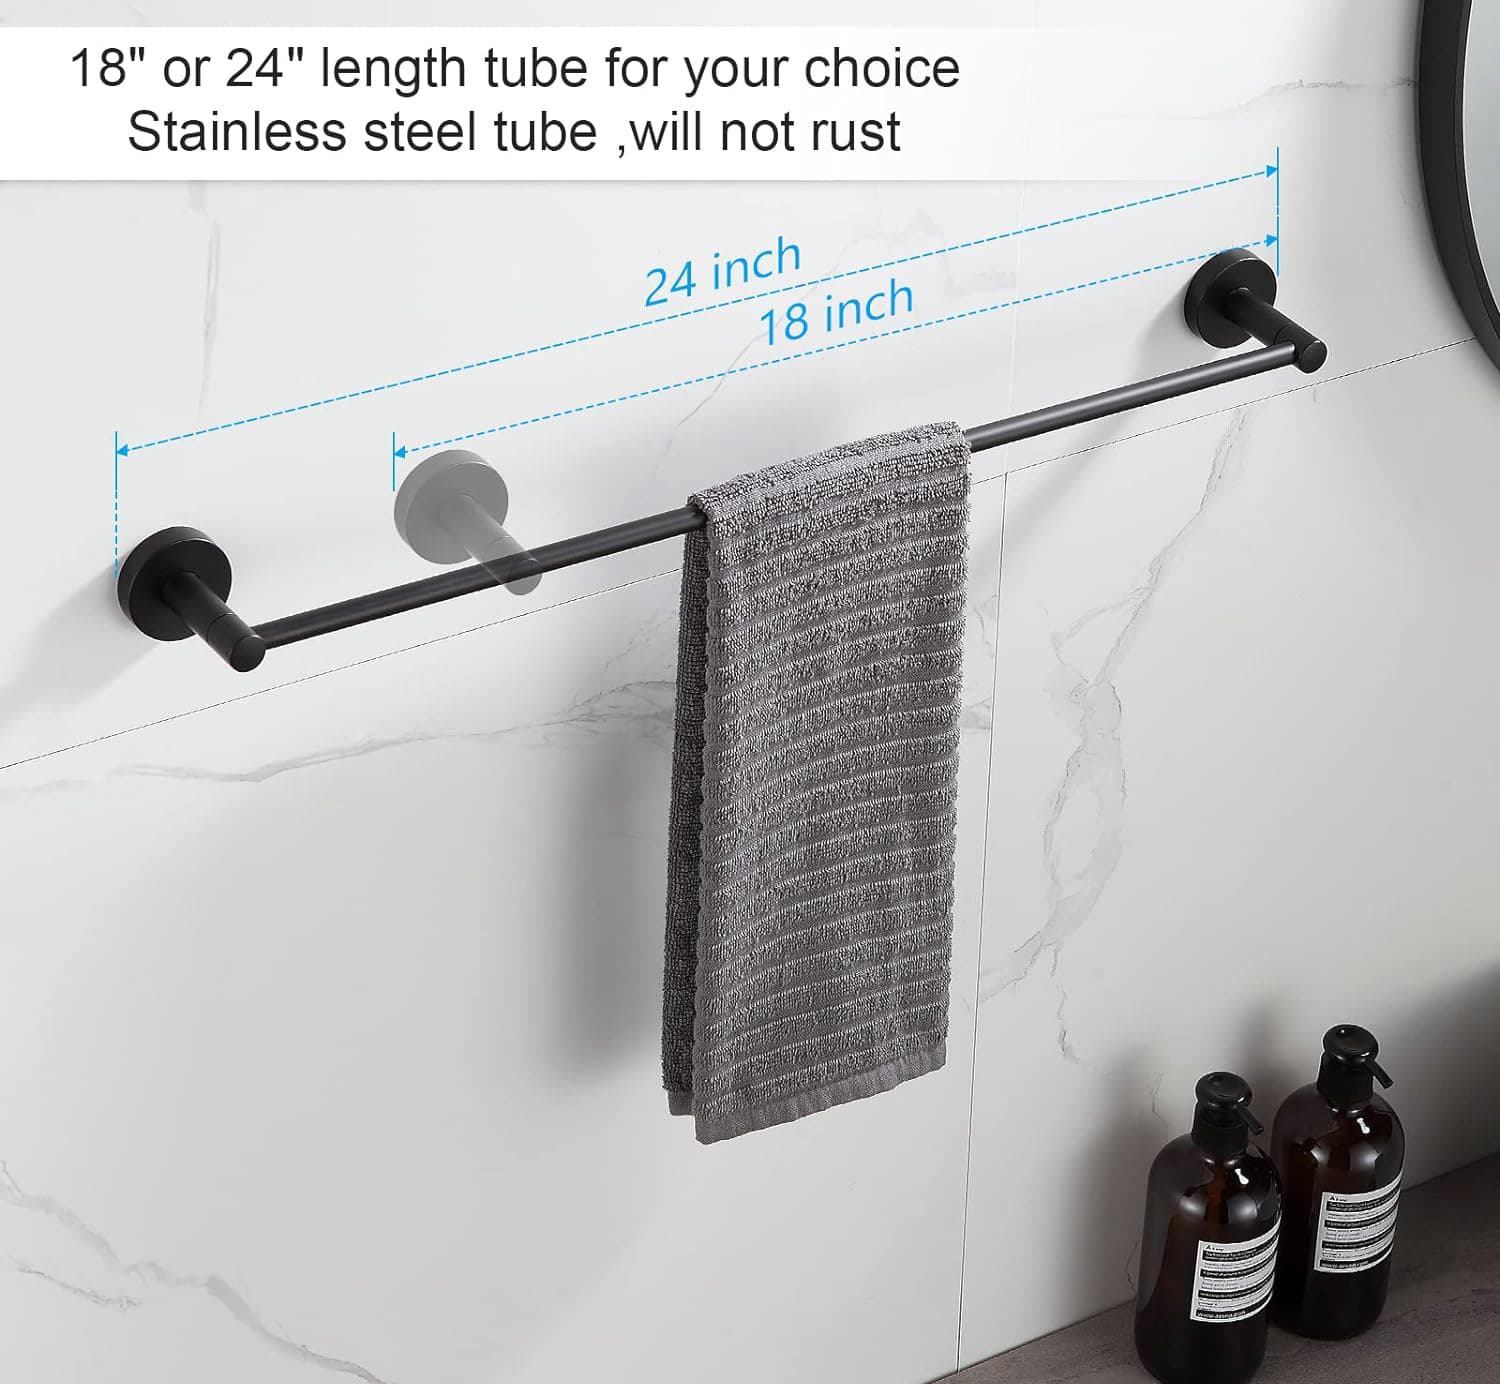 18" or 24" length tube for your choice
Stainless steel tube ,will not rust
24 inch
18 inch